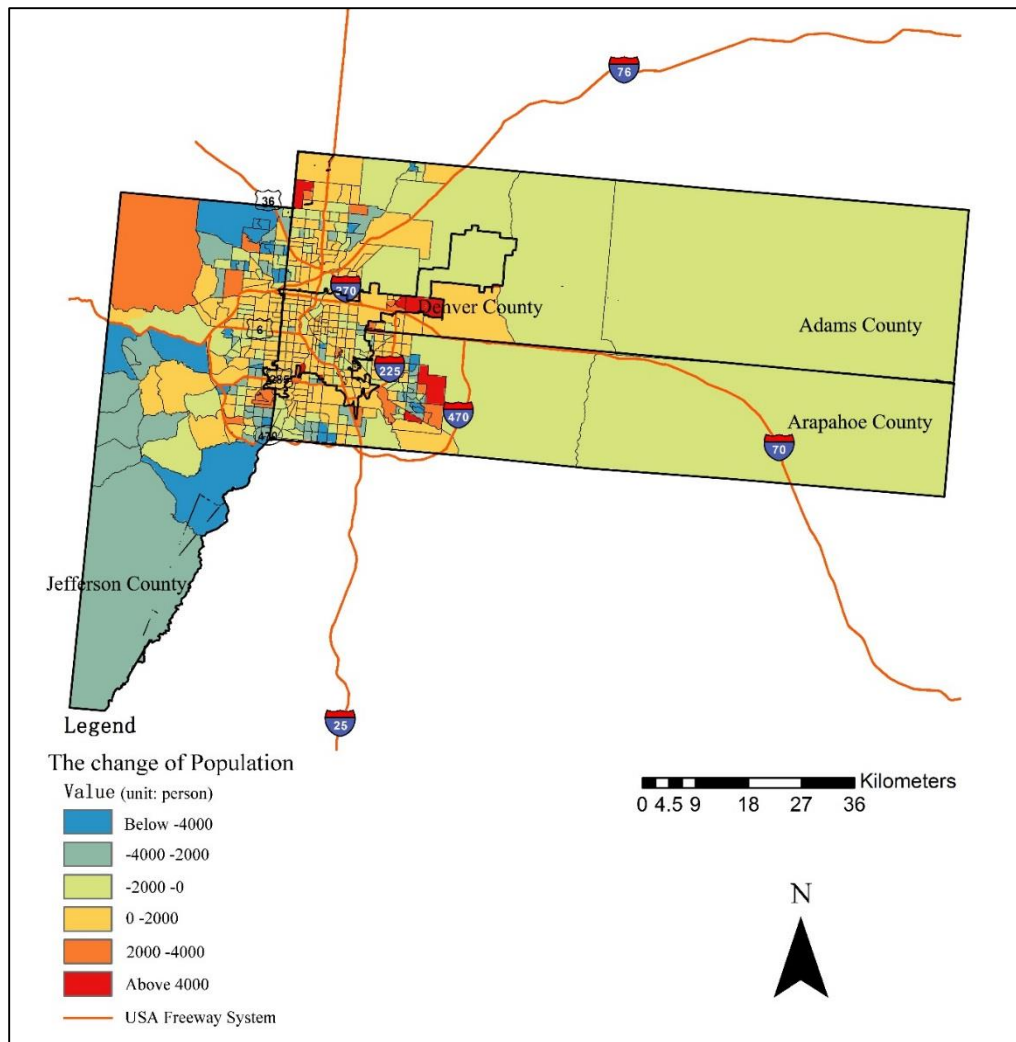 76
36
270
Denver County
Adams County
6
225
285
470
470
Arapahoe County
70
Jefferson County
25
Legend
The change of Population
Value (unit: person)
Below -4000
-4000 -2000
-2000 -0
0 -2000
2000 -4000
Above 4000
USA Freeway System
Kilometers
0 4.5 9 18 27 36
N